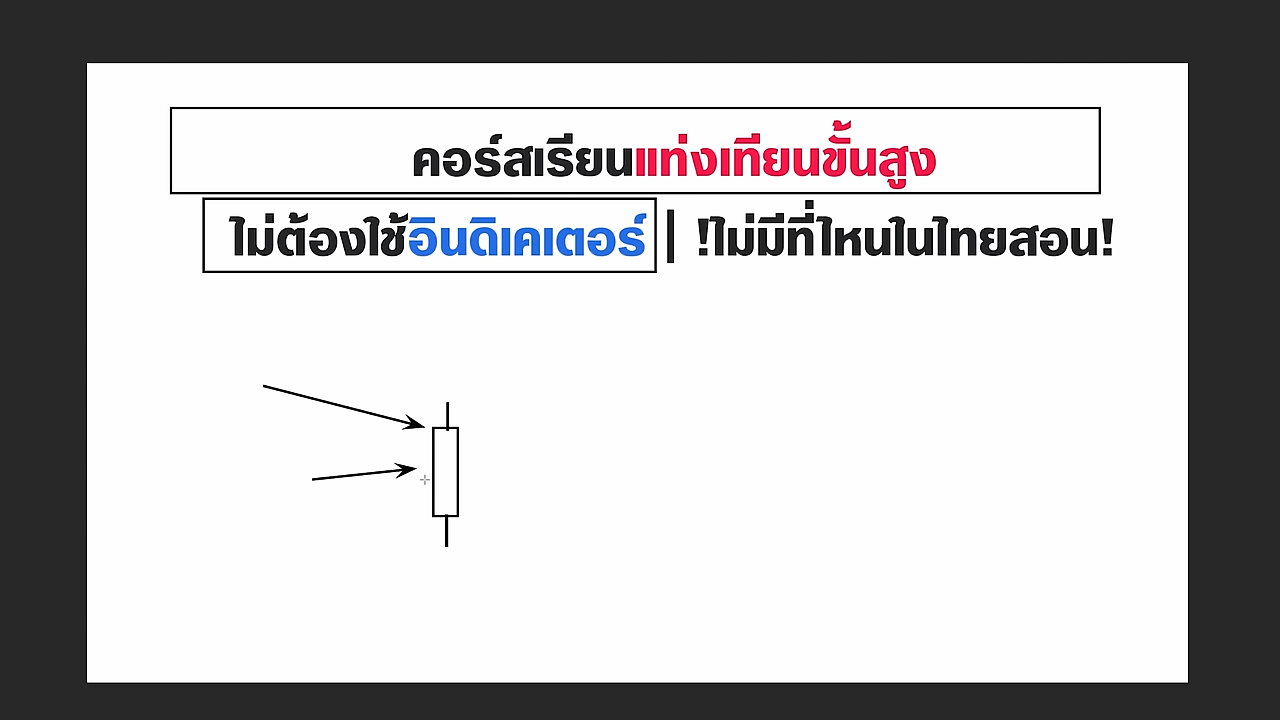 คอร์สเรียนแท่งเทียนขั้นสูง
ไม่ต้องใช้อินดิเคเตอร์ | !ไม่มีที่ไหนในไทยสอน!